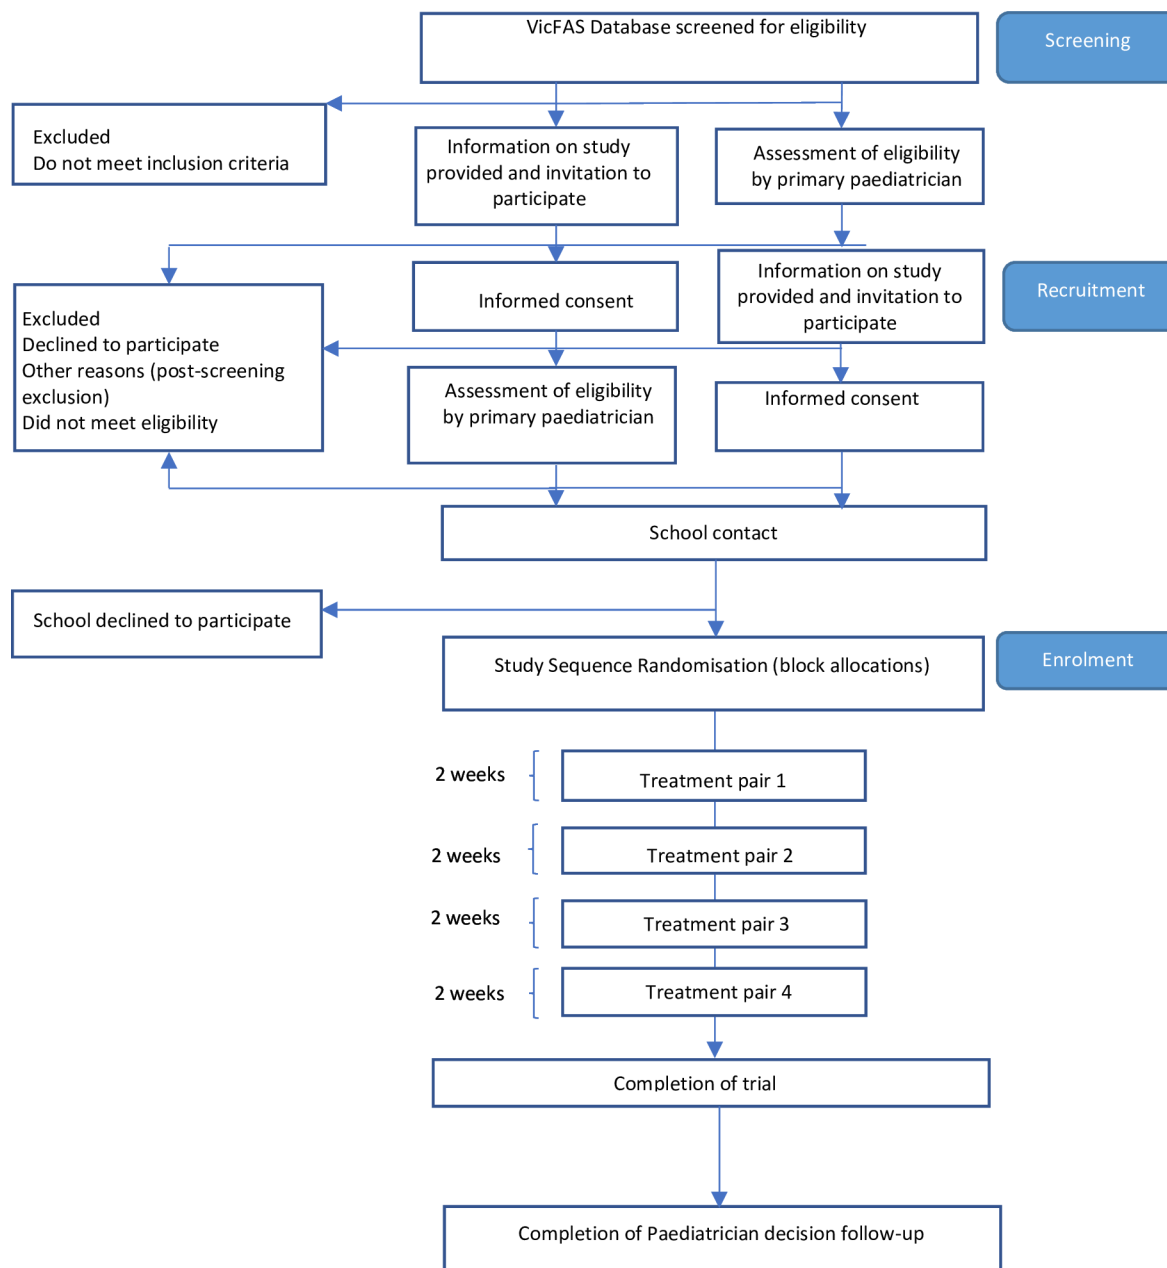 VicFAS Database screened for eligibility
Screening
Excluded
Do not meet inclusion criteria
Information on study
provided and invitation to
participate
Assessment of eligibility
by primary paediatrician
Informed consent
Information on study
provided and invitation to
participate
Recruitment
Excluded
Declined to participate
Other reasons (post-screening
exclusion)
Did not meet eligibility
Assessment of eligibility
by primary paediatrician
Informed consent
School contact
School declined to participate
Study Sequence Randomisation (block allocations)
Enrolment
2 weeks
Treatment pair 1
2 weeks
Treatment pair 2
2 weeks
Treatment pair 3
2 weeks
Treatment pair 4
Completion of trial
Completion of Paediatrician decision follow-up